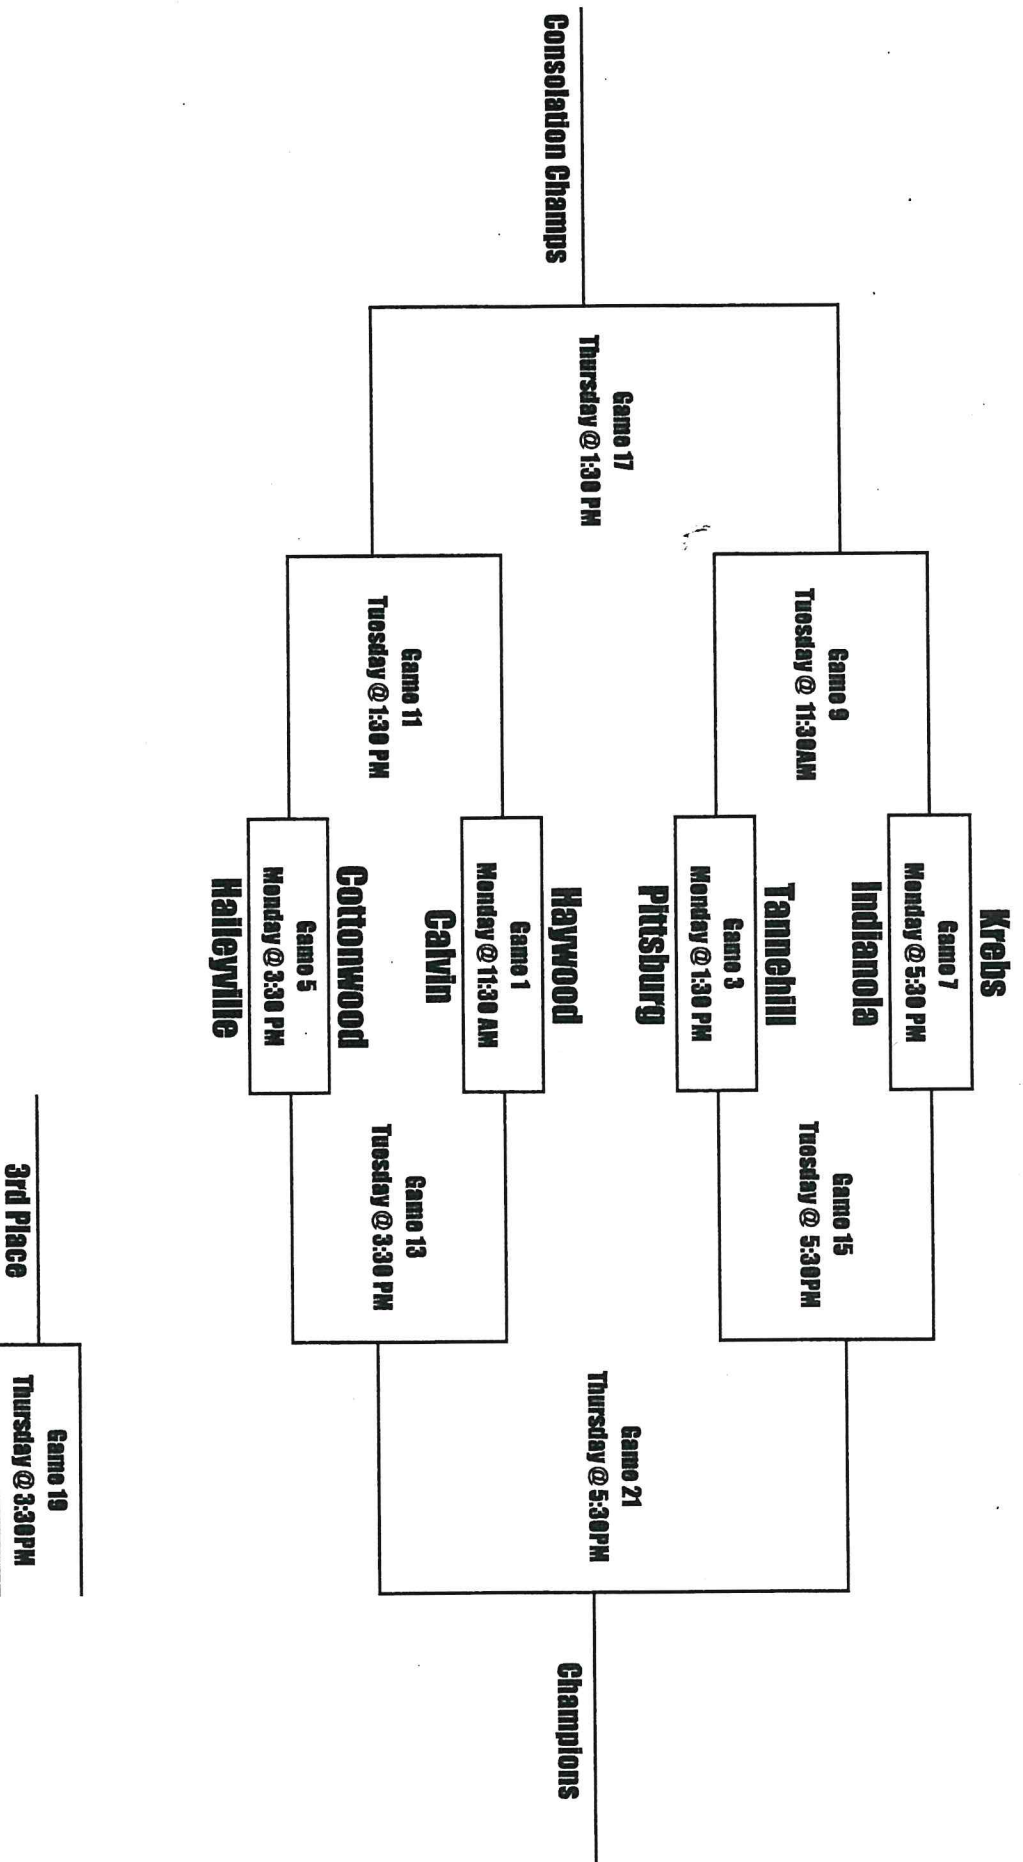 Krebs
Game 7
Monday @ 5:30 PM
Indianola
Game 9
Tuesday @ 11:30AM
Game 15
Tuesday @ 5:30PM
Tannehill
Game 3
Monday @ 1:30 PM
Pittsburg
Game 17
Thursday @ 1:30 PM
Consolation Champs
Game 21
Thursday @ 5:30PM
Champions
Haywood
Game 1
Monday @ 11:30 AM
Calvin
Game 11
Tuesday @ 1:30 PM
Game 13
Tuesday @ 3:30 PM
Cottonwood
Game 5
Monday @ 3:30 PM
Haileyville
Game 19
Thursday @ 3:30PM
3rd Place